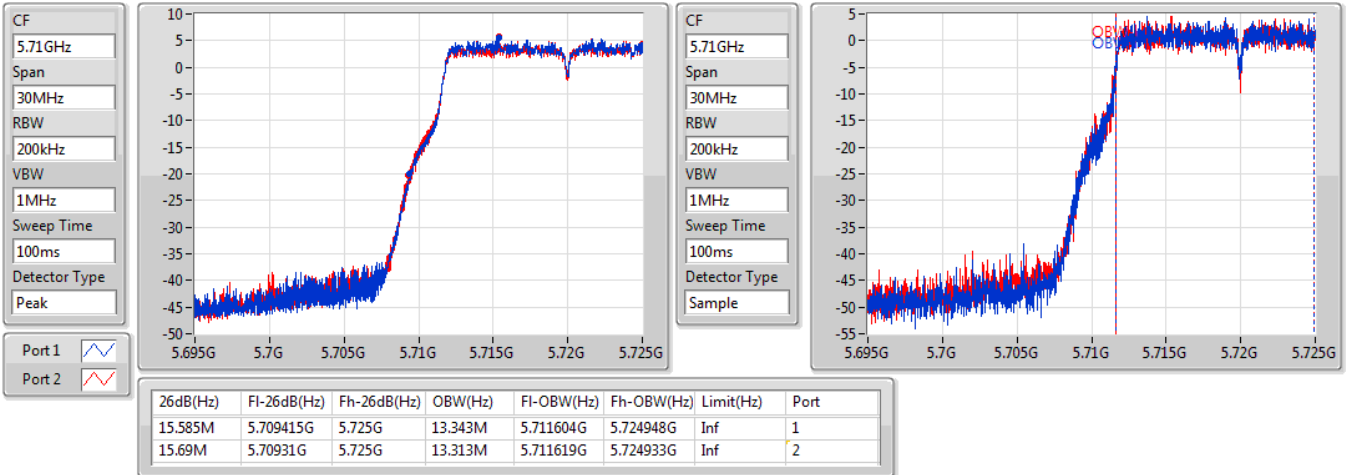 CF
5.71GHz
Span
30MHz
RBW
200kHz
VBW
1MHz
Sweep Time
100ms
Detector Type
Peak
10
5
0
-5
-10
-15
-20
-25
-30
-35
-40
-45
-50
5.695G 5.7G 5.705G 5.71G 5.715G 5.72G 5.725G
CF
5.71GHz
Span
30MHz
RBW
200kHz
VBW
1MHz
Sweep Time
100ms
Detector Type
Sample
5
0
-5
-10
-15
-20
-25
-30
-35
-40
-45
-50
-55
OBW
OBW
5.695G 5.7G 5.705G 5.71G 5.715G 5.72G 5.725G
Port 1
Port 2
26dB(Hz) Fl-26dB(Hz) Fh-26dB(Hz) OBW(Hz) Fl-OBW(Hz) Fh-OBW(Hz) Limit(Hz) Port
15.585M 5.709415G 5.725G 13.343M 5.711604G 5.724948G Inf 1
15.69M 5.70931G 5.725G 13.313M 5.711619G 5.724933G Inf 2